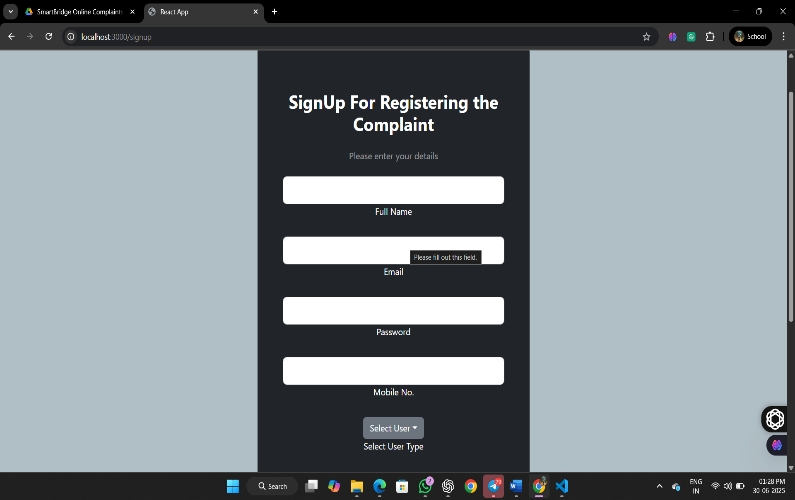 SmartBridge Online Complaint
React App
localhost:3000/signup
School
SignUp For Registering the
Complaint
Please enter your details
Full Name
Please fill out this field.
Email
Password
Mobile No.
Select User
Select User Type
Search
ENG
IN
01:28 PM
30-06-2025